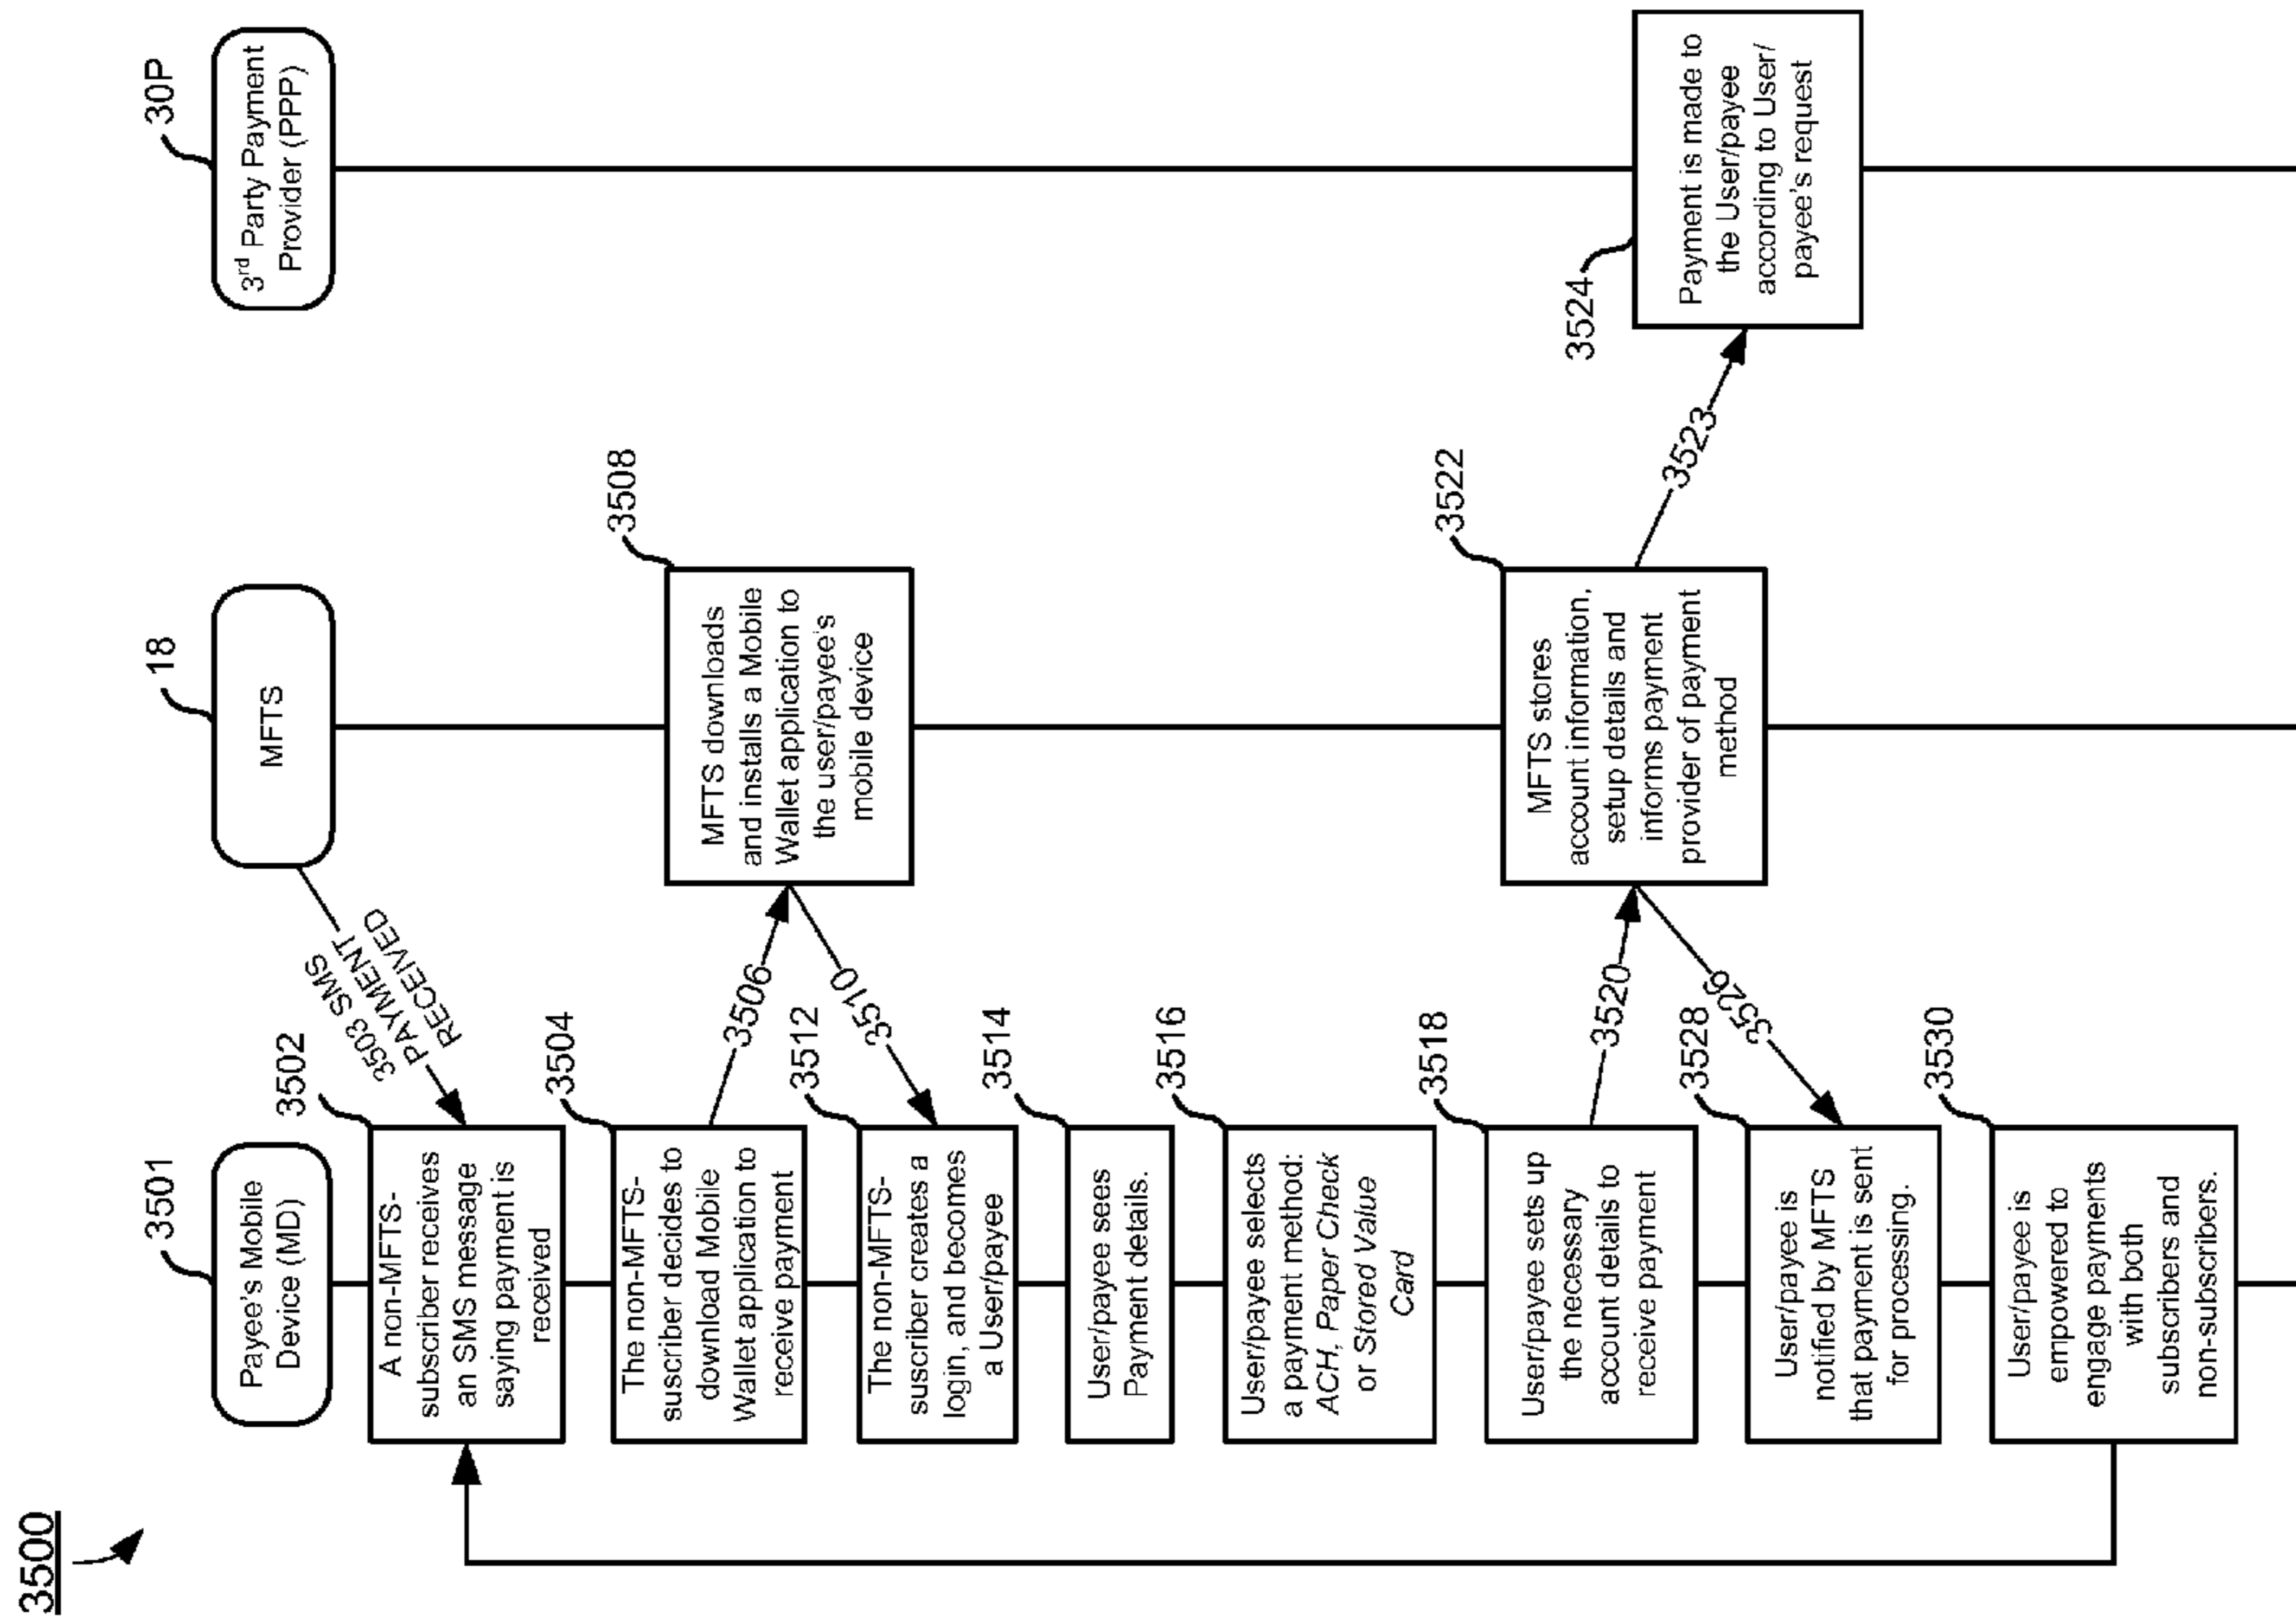 3500
3501
Payee's Mobile
Device (MD)
18
MFTS
30P
3rd Party Payment
Provider (PPP)
3503 SMS
PAYMENT
RECEIVED
3502
A non-MFTS-
subscriber receives
an SMS message
saying payment is
received
3504
The non-MFTS-
suscriber decides to
download Mobile
Wallet application to
receive payment
3506
3508
MFTS downloads
and installs a Mobile
Wallet application to
the user/payee's
mobile device
3510
3512
The non-MFTS-
suscriber creates a
login, and becomes
a User/payee
3514
User/payee sees
Payment details.
3516
User/payee selects
a payment method:
ACH, Paper Check
or Stored Value
Card
3518
User/payee sets up
the necessary
account details to
receive payment
3520
3522
MFTS stores
account information,
setup details and
informs payment
provider of payment
method
3523
3524
Payment is made to
the User/payee
according to User/
payee's request
3526
3528
User/payee is
notified by MFTS
that payment is sent
for processing.
3530
User/payee is
empowered to
engage payments
with both
subscribers and
non-subscribers.